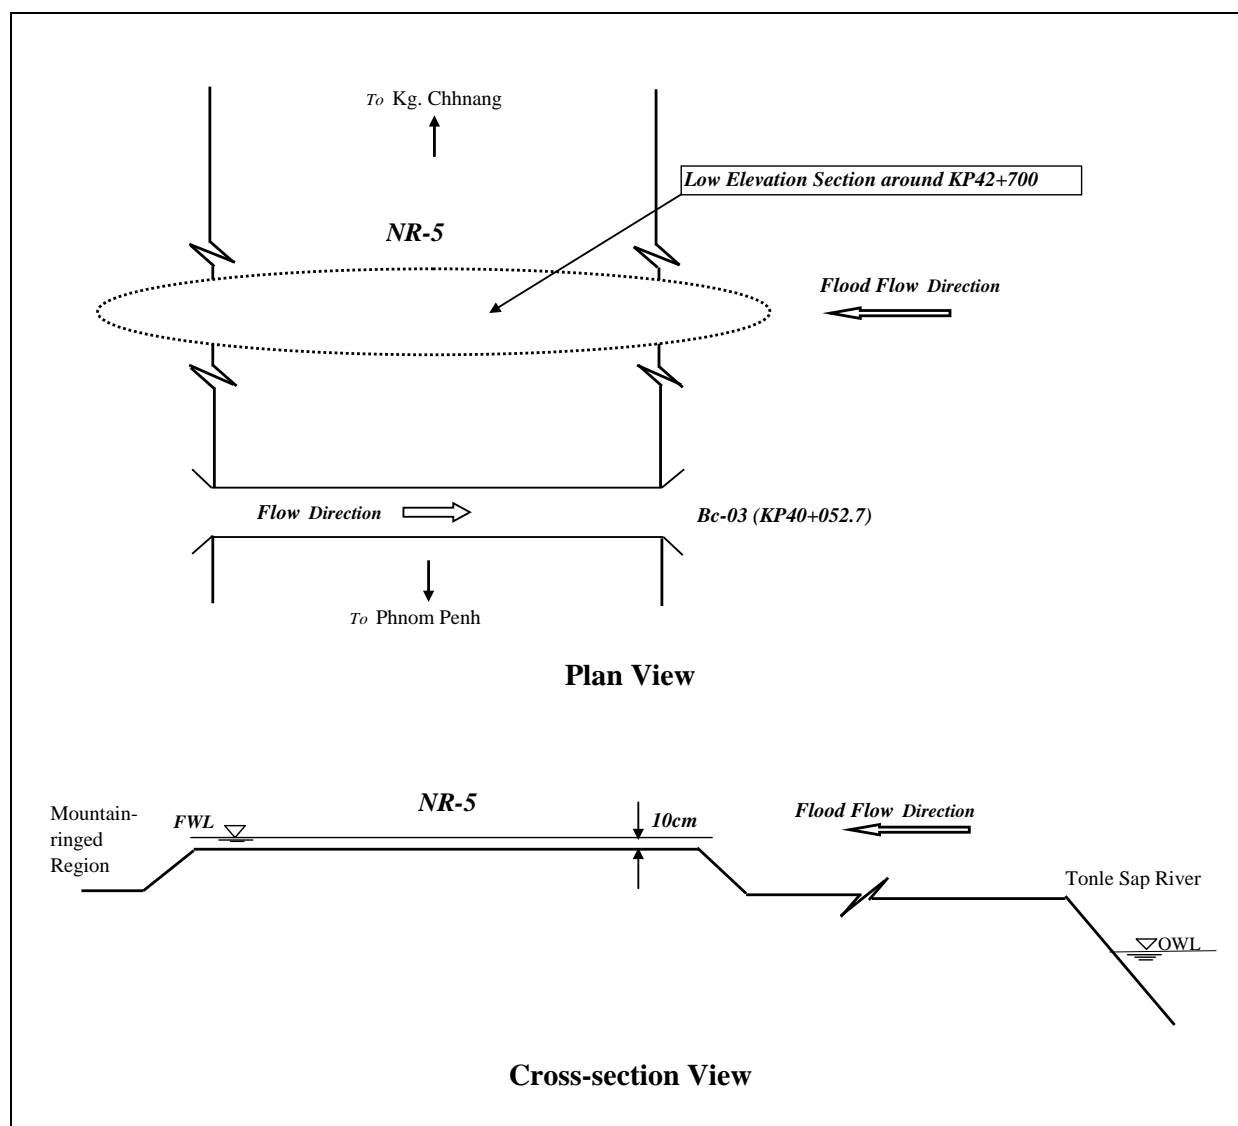 To Kg. Chhnang
Low Elevation Section around KP42+700
NR-5
Flood Flow Direction
Flow Direction
Bc-03 (KP40+052.7)
To Phnom Penh
Plan View
NR-5
Mountain-
ringed
Region
FWL
10cm
Flood Flow Direction
Tonle Sap River
OWL
Cross-section View